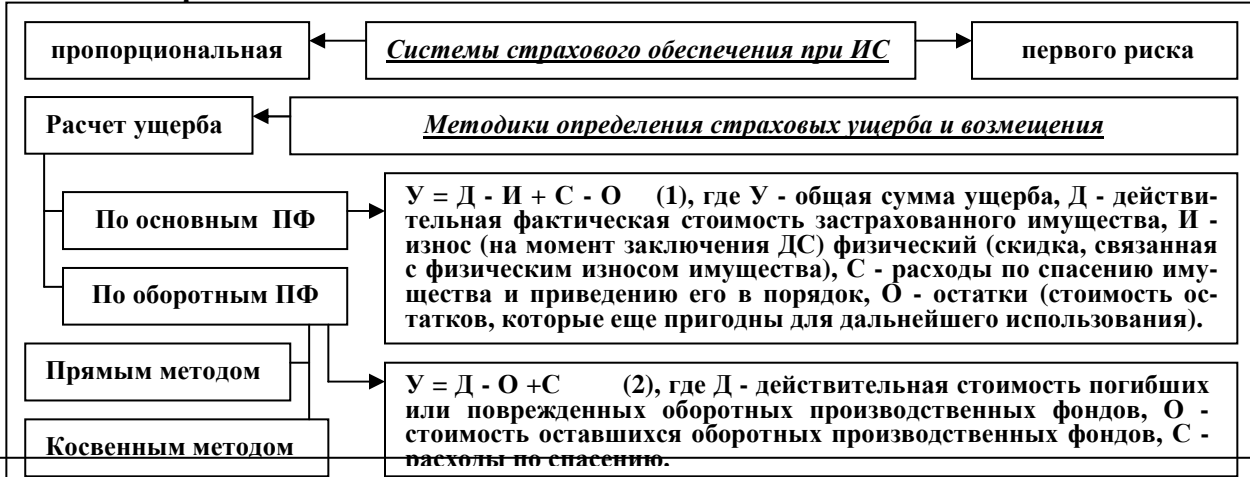 пропорциональная
Системы страхового обеспечения при ИС
первого риска
Расчет ущерба
Методики определения страховых ущерба и возмещения
По основным ПФ
У = Д - И + С - О (1), где У - общая сумма ущерба, Д - действи-
тельная фактическая стоимость застрахованного имущества, И -
износ (на момент заключения ДС) физический (скидка, связанная
с физическим износом имущества), С - расходы по спасению иму-
щества и приведению его в порядок, О - остатки (стоимость ос-
татков, которые еще пригодны для дальнейшего использования).
По оборотным ПФ
Прямым методом
Косвенным методом
У = Д - О +С (2), где Д - действительная стоимость погибших
или поврежденных оборотных производственных фондов, О -
стоимость оставшихся оборотных производственных фондов, С -
расходы по спасению.